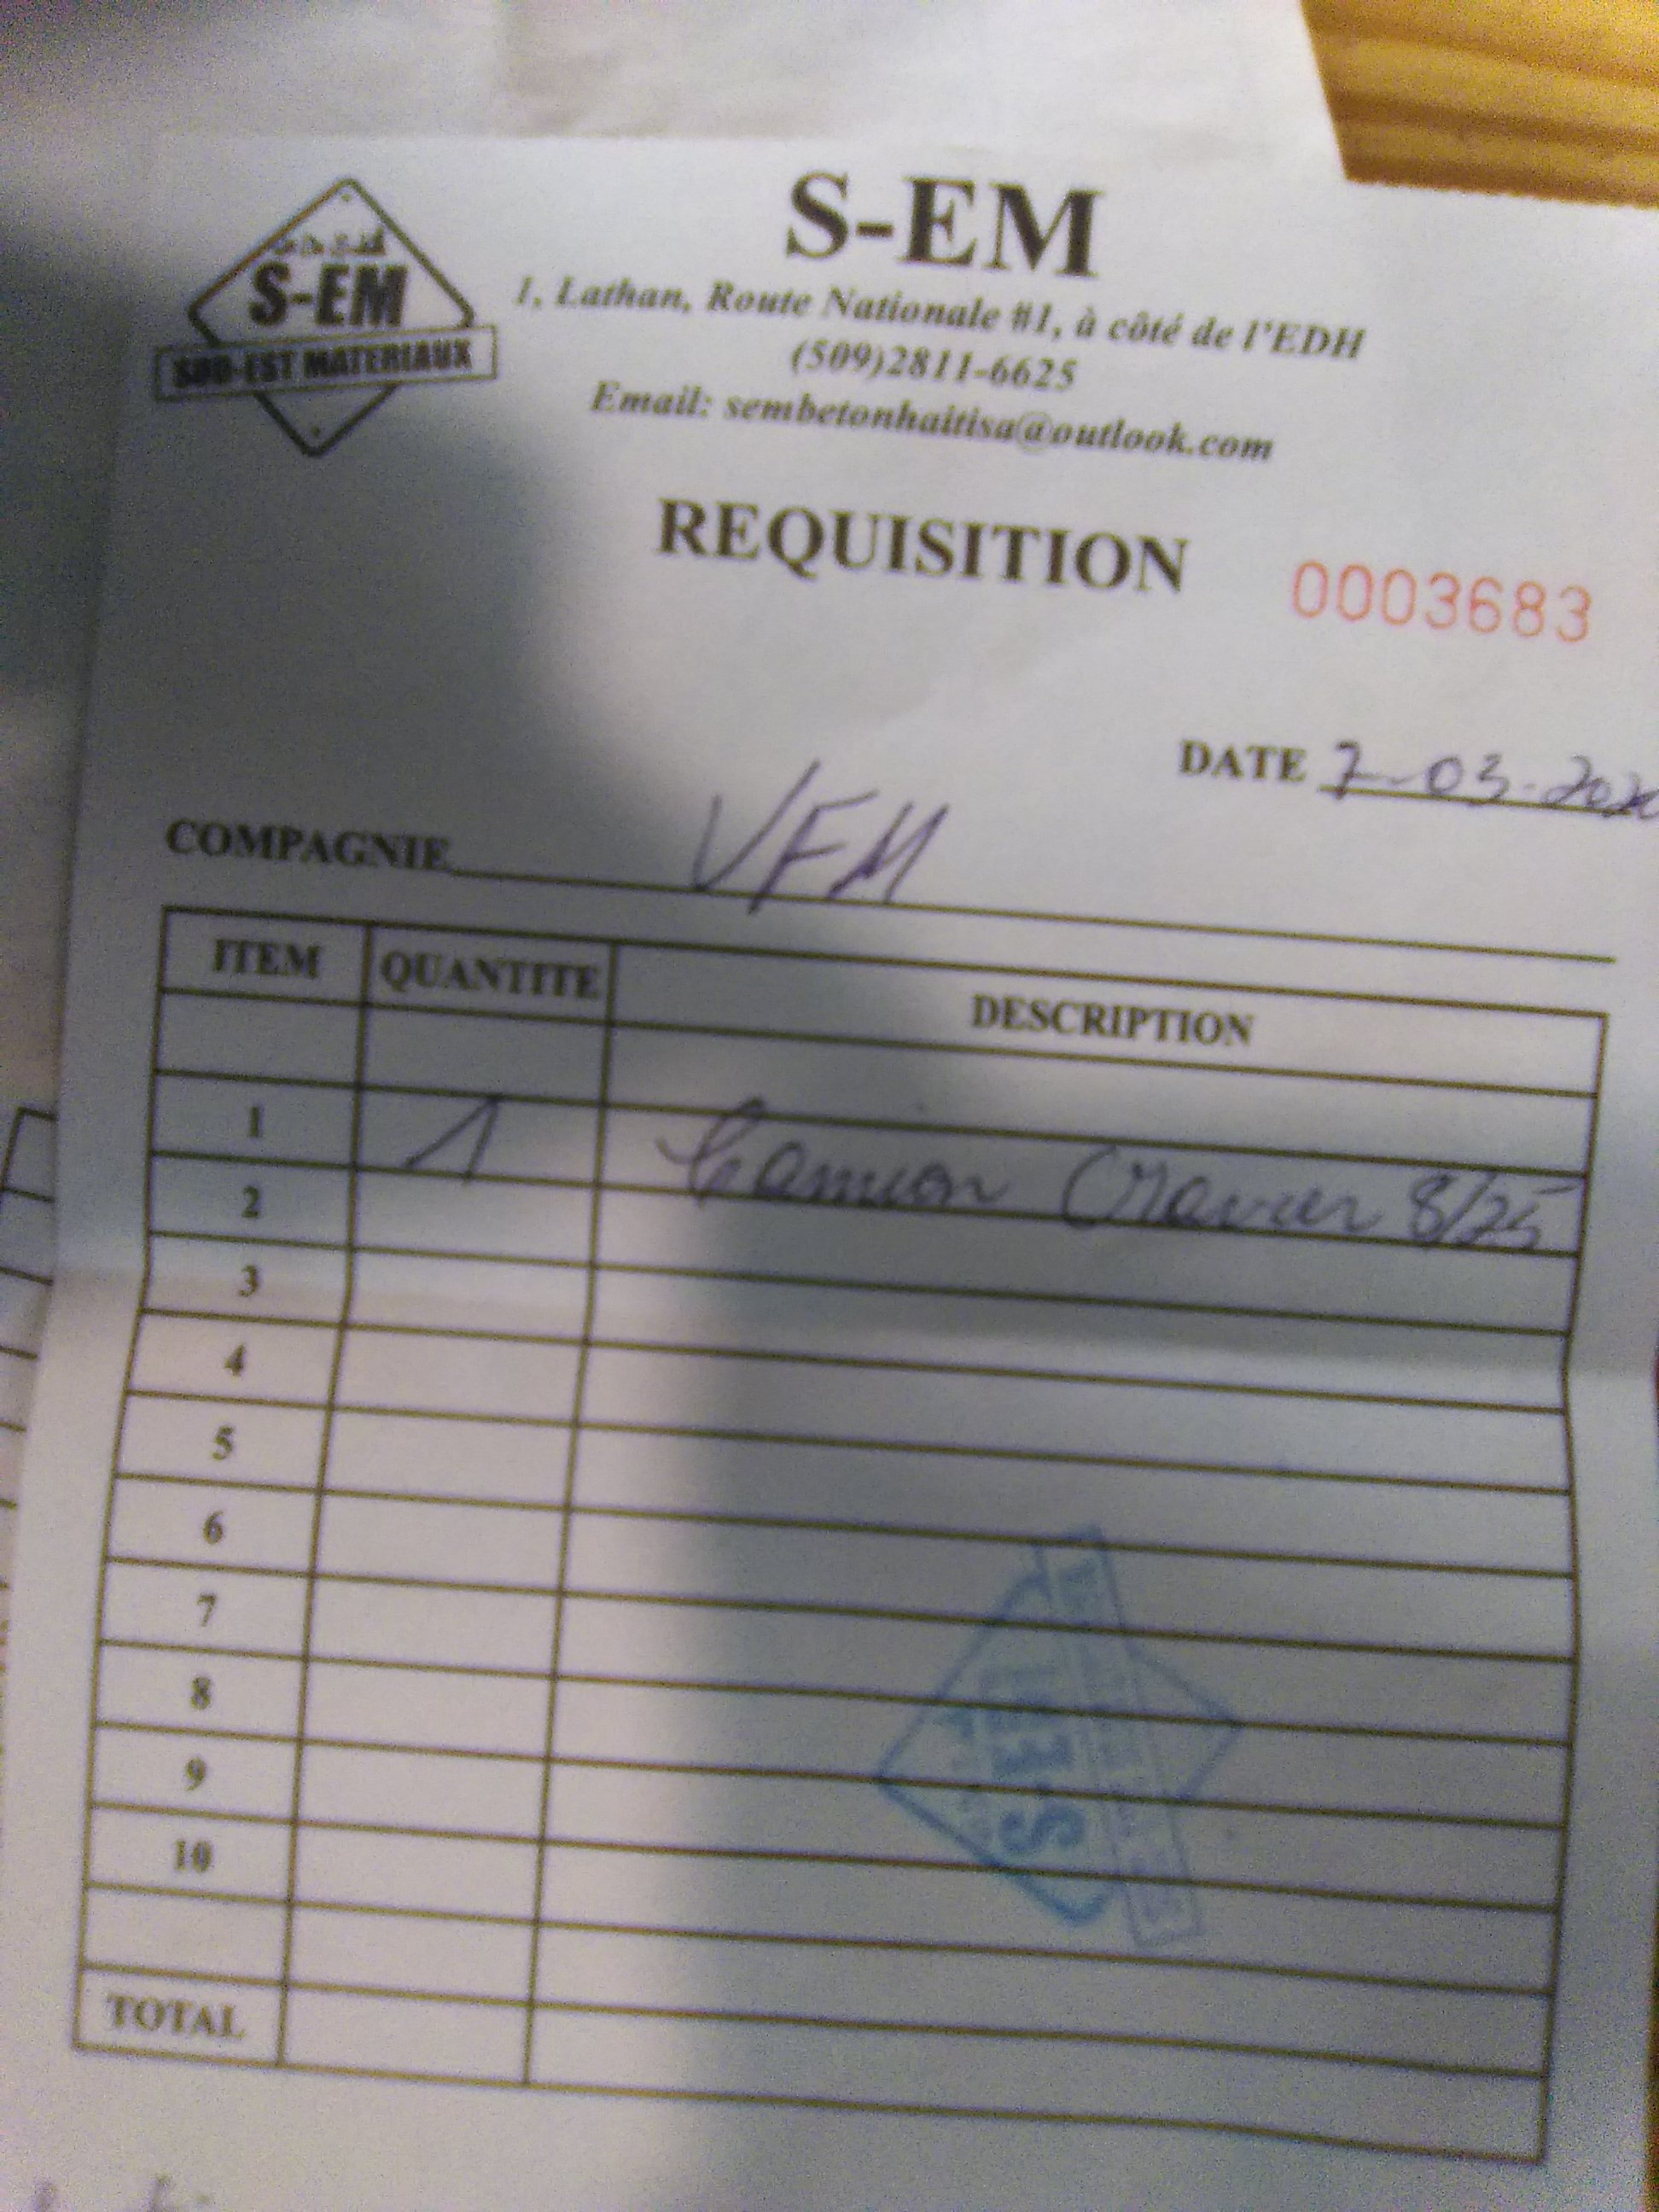 S-EM
1, Lathan, Route Nationale #1, à côté de l'EDH
(509)2811-6625
Email: sembetonhaitisa@outlook.com
S-EM
SUD-EST MATERIAUX
REQUISITION 0003683
DATE 7-03-2020
COMPAGNIE VFM
ITEM QUANTITE DESCRIPTION
1 1 Camion Gravier 8/25
2
3
4
5
6
7
8
9
10
TOTAL
S-EM